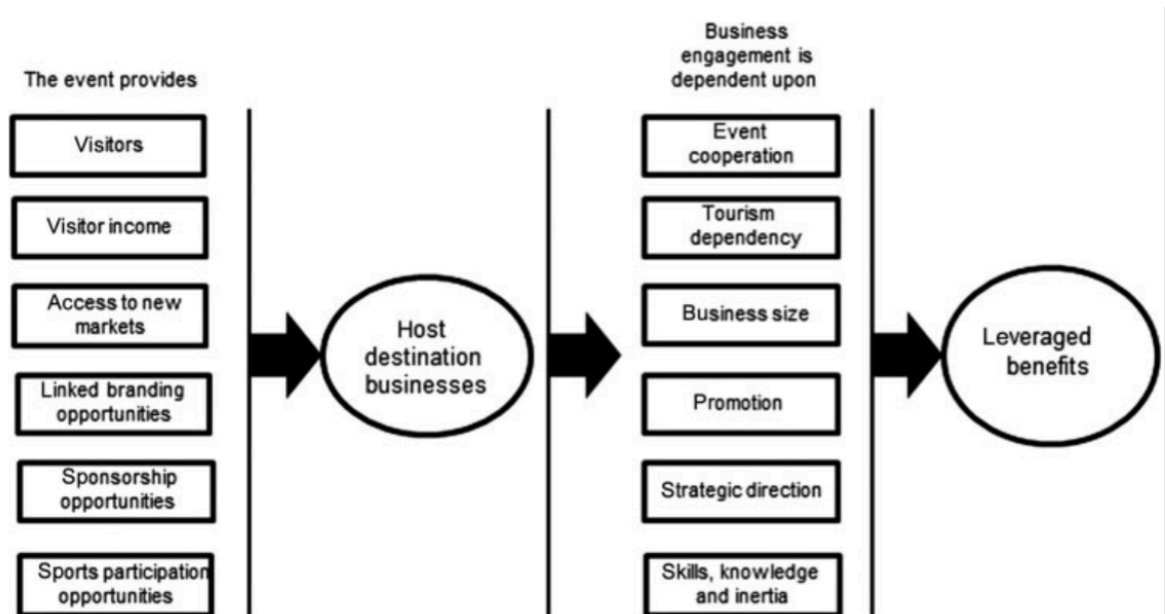 The event provides
Visitors
Visitor income
Access to new
markets
Linked branding
opportunities
Sponsorship
opportunities
Sports participation
opportunities
Host
destination
businesses
Business
engagement is
dependent upon
Event
cooperation
Tourism
dependency
Business size
Promotion
Strategic direction
Skills, knowledge
and inertia
Leveraged
benefits